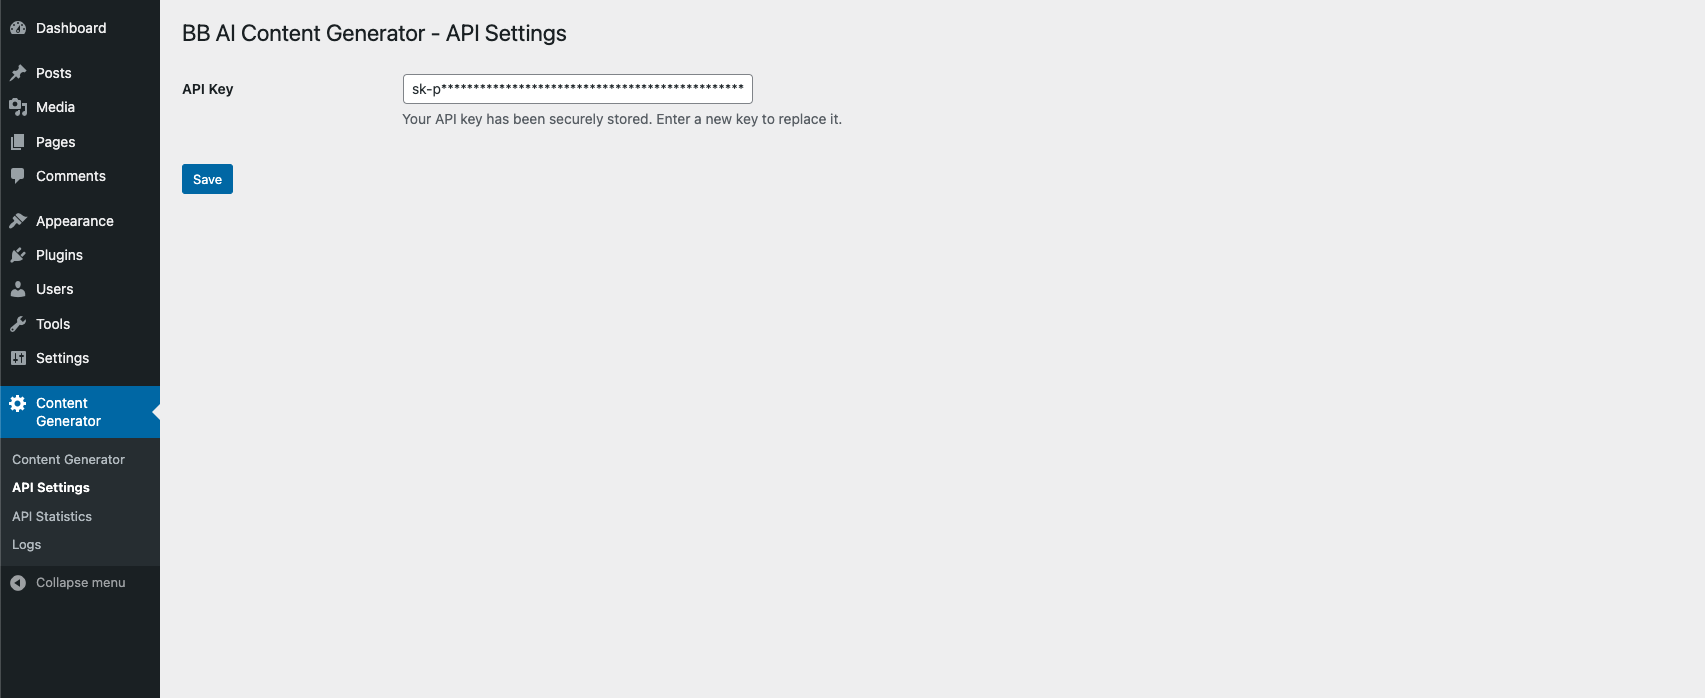 Dashboard
Posts
Media
Pages
Comments
Appearance
Plugins
Users
Tools
Settings
Content
Generator
Content Generator
API Settings
API Statistics
Logs
Collapse menu
BB AI Content Generator - API Settings
API Key
sk-p***********************************************
Your API key has been securely stored. Enter a new key to replace it.
Save